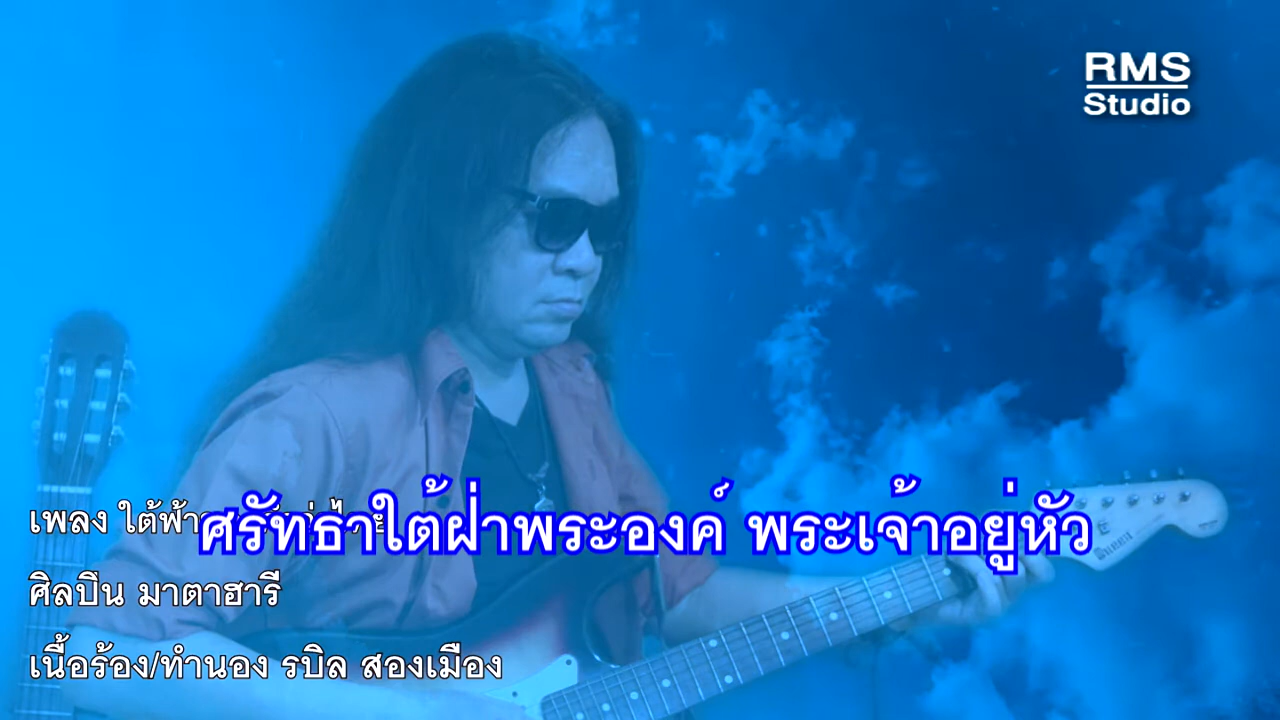 RMS
Studio
เพลง ใต้ฟ้า
ศรัทธาใต้ฝ่าพระองค์ พระเจ้าอยู่หัว
ศิลปืน มาตาฮารี
เนื้อร้อง/ทำนอง รบิล สองเมือง